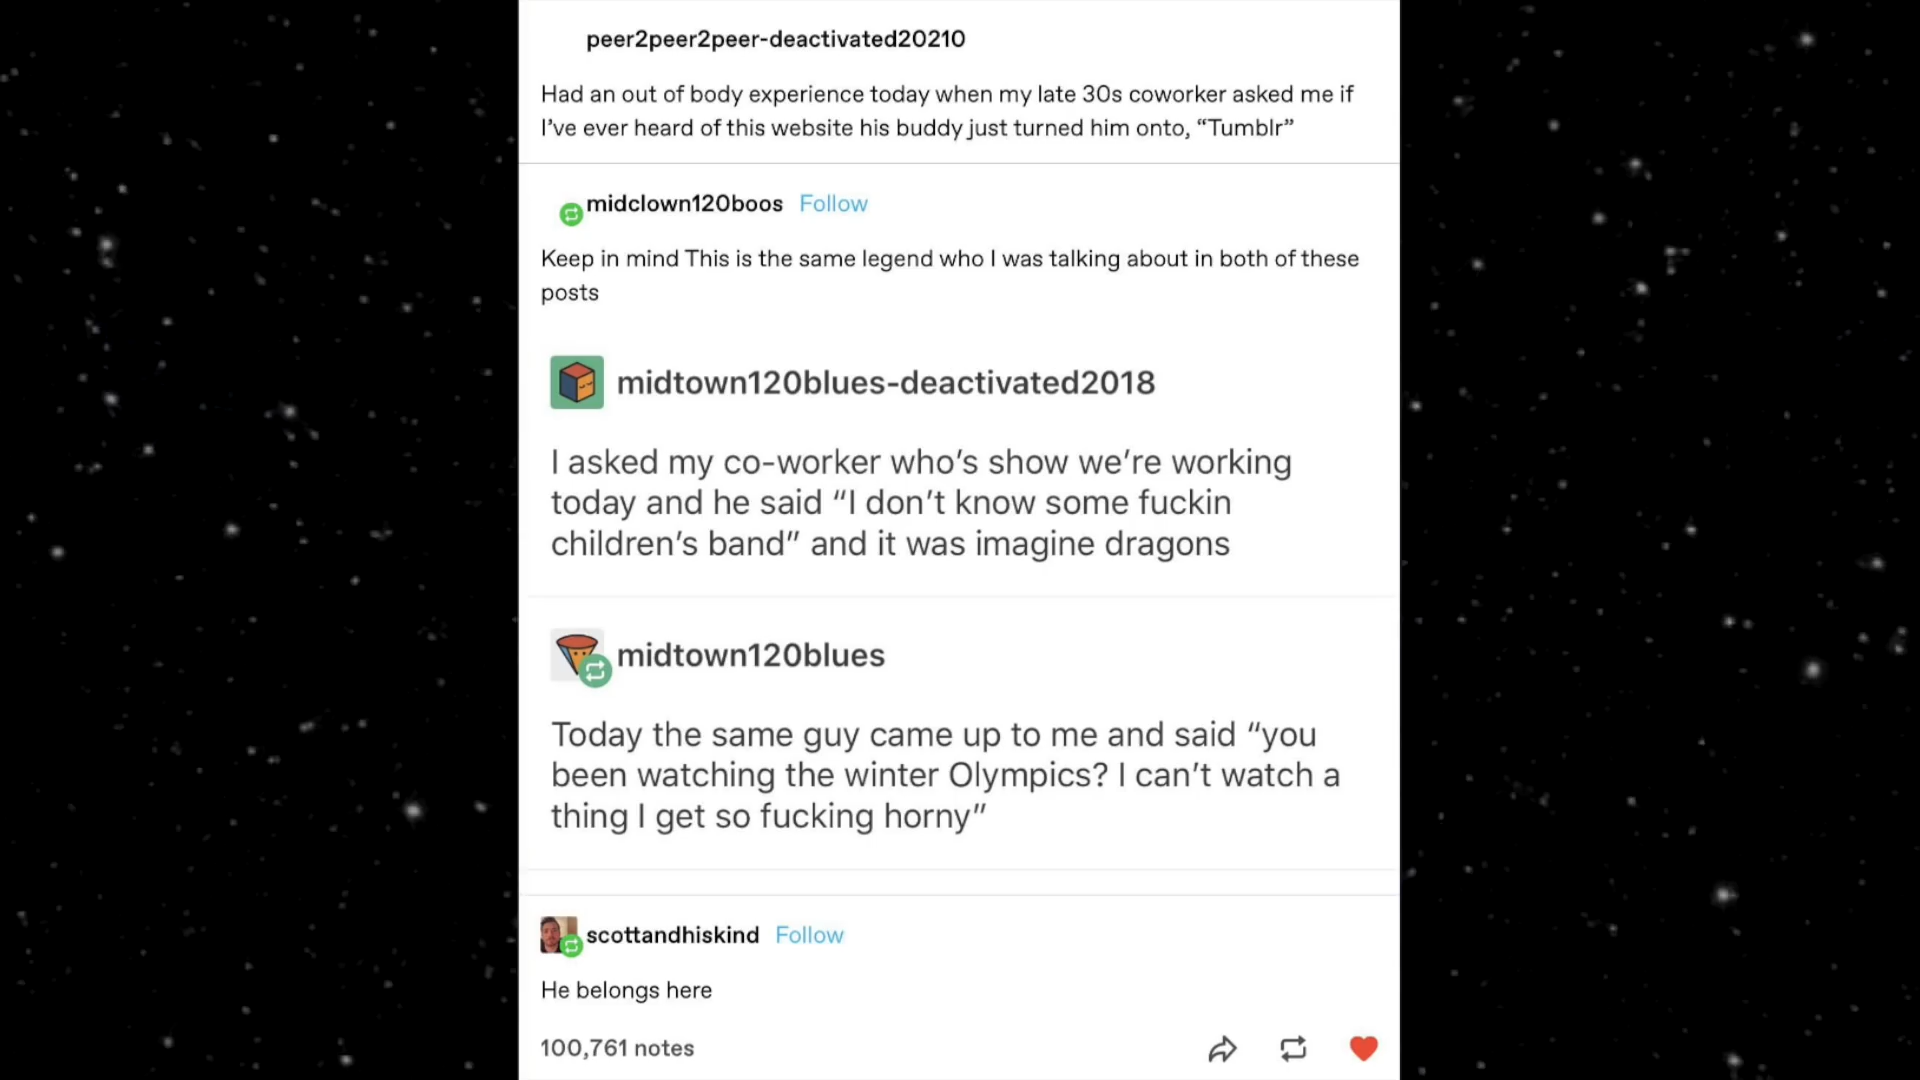 peer2peer2peer-deactivated20210
Had an out of body experience today when my late 30s coworker asked me if
I’ve ever heard of this website his buddy just turned him onto, “Tumblr”
midclown120boos Follow
Keep in mind This is the same legend who I was talking about in both of these
posts
midtown120blues-deactivated2018
I asked my co-worker who’s show we’re working
today and he said “I don’t know some fuckin
children’s band” and it was imagine dragons
midtown120blues
Today the same guy came up to me and said “you
been watching the winter Olympics? I can’t watch a
thing I get so fucking horny”
scottandhiskind Follow
He belongs here
100,761 notes